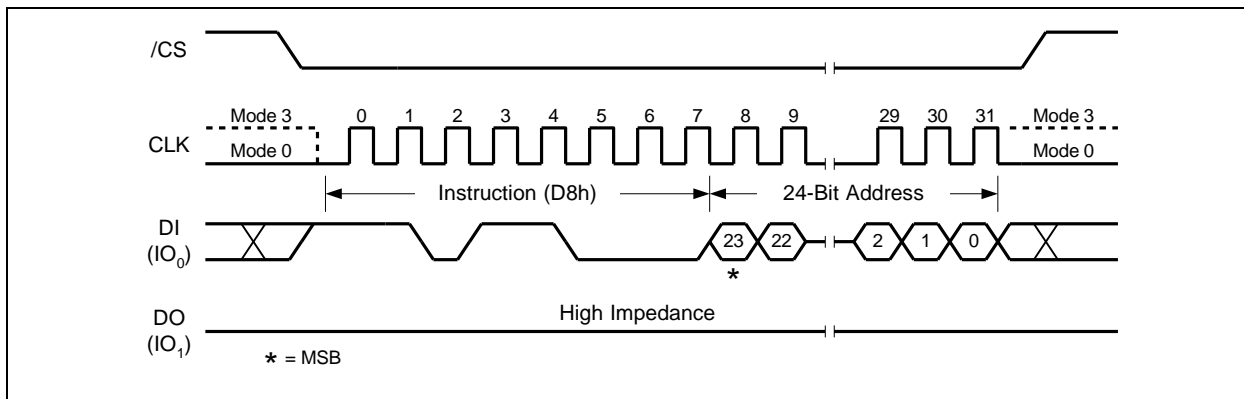 /CS
Mode 3 0 1 2 3 4 5 6 7 8 9 29 30 31 Mode 3
CLK
Mode 0 Mode 0
Instruction (D8h) 24-Bit Address
DI
(IO0)
23 22 2 1 0
*
High Impedance
DO
(IO1)
* = MSB